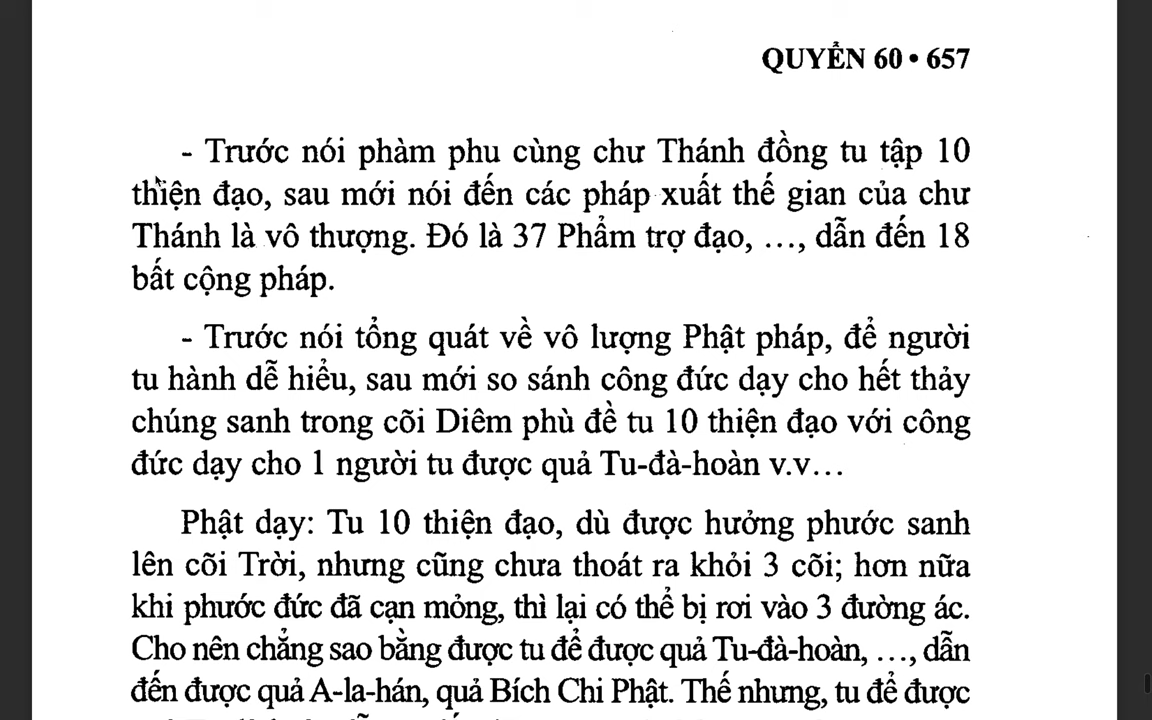 QUYỂN 60 • 657
- Trước nói phàm phu cùng chư Thánh đồng tu tập 10
thiện đạo, sau mới nói đến các pháp xuất thế gian của chư
Thánh là vô thượng. Đó là 37 Phẩm trợ đạo, ..., dẫn đến 18
bất cộng pháp.
- Trước nói tổng quát về vô lượng Phật pháp, để người
tu hành dễ hiểu, sau mới so sánh công đức dạy cho hết thảy
chúng sanh trong cõi Diêm phù đề tu 10 thiện đạo với công
đức dạy cho 1 người tu được quả Tu-đà-hoàn v.v...
Phật dạy: Tu 10 thiện đạo, dù được hưởng phước sanh
lên cõi Trời, nhưng cũng chưa thoát ra khỏi 3 cõi; hơn nữa
khi phước đức đã cạn mỏng, thì lại có thể bị rơi vào 3 đường ác.
Cho nên chẳng sao bằng được tu để được quả Tu-đà-hoàn, ..., dẫn
đến được quả A-la-hán, quả Bích Chi Phật. Thế nhưng, tu để được